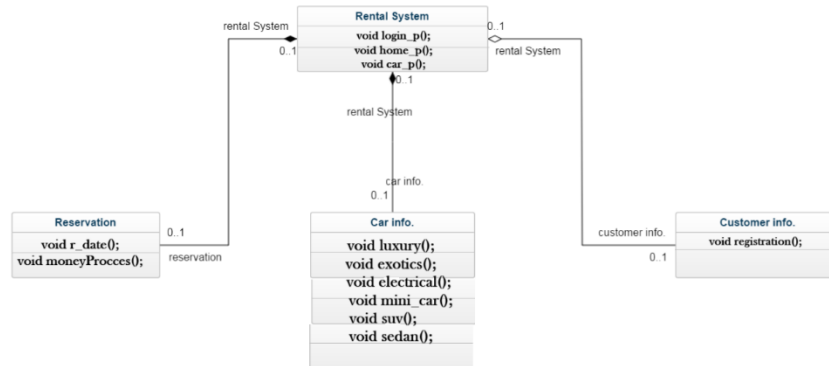 Rental System
void login_p();
void home_p();
void car_p();
rental System
0..1
0..1
rental System
0..1
rental System
car info.
0..1
Reservation
void r_date();
void moneyProcces();
0..1
reservation
Car info.
void luxury();
void exotics();
void electrical();
void mini_car();
void suv();
void sedan();
customer info.
0..1
Customer info.
void registration();